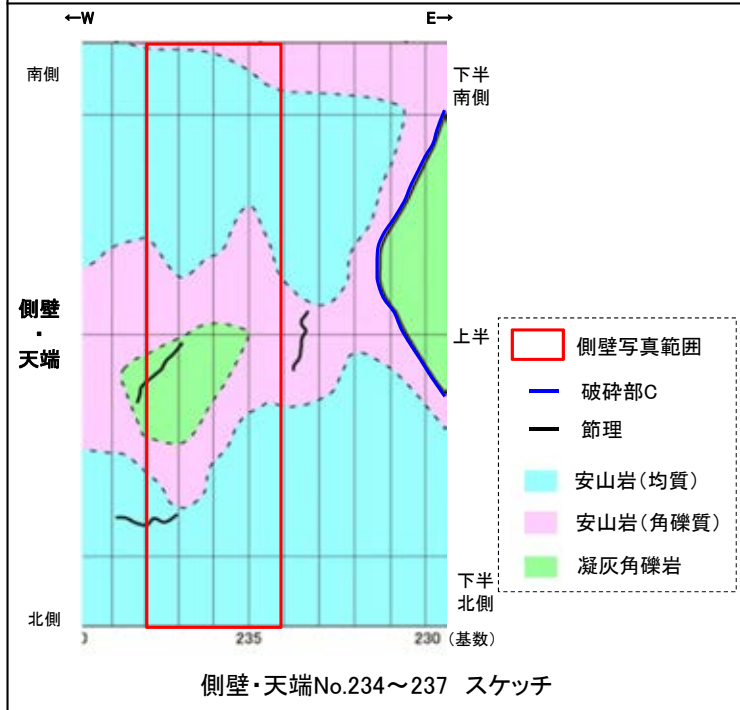 ←W
E→
南側
下半
南側
側壁
・
天端
上半
側壁写真範囲
破砕部C
節理
安山岩(均質)
安山岩(角礫質)
凝灰角礫岩
下半
北側
北側
235
230
(基数)
側壁・天端No.234~237 スケッチ